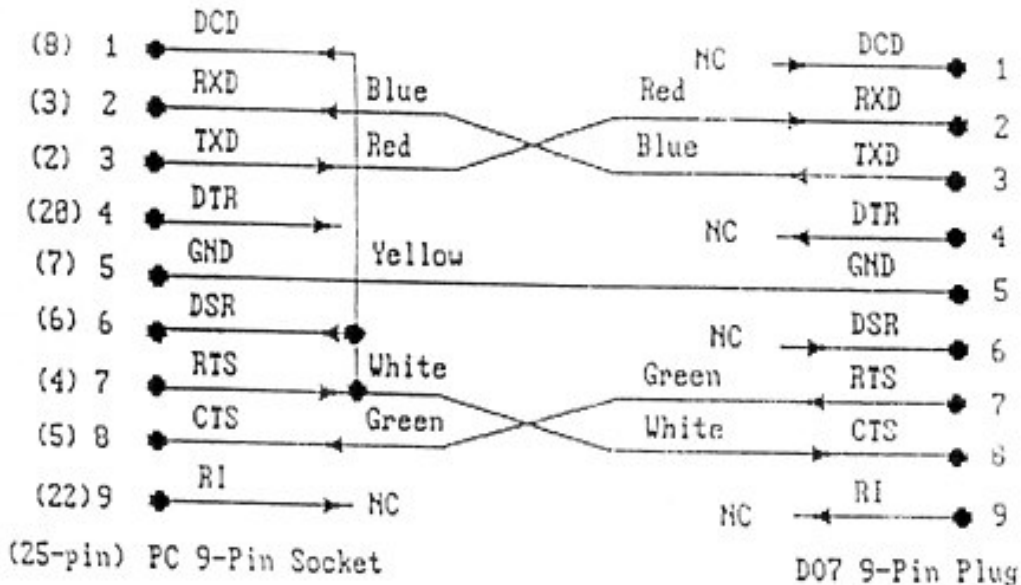 (8) 1 DCD NC DCD 1
(3) 2 RXD Blue Red RXD 2
(2) 3 TXD Red Blue TXD 3
(20) 4 DTR NC DTR 4
(7) 5 GND Yellow GND 5
(6) 6 DSR NC DSR 6
(4) 7 RTS White Green RTS 7
(5) 8 CTS Green White CTS 8
(22) 9 RI NC NC RI 9
(25-pin) PC 9-Pin Socket
D07 9-Pin Plug